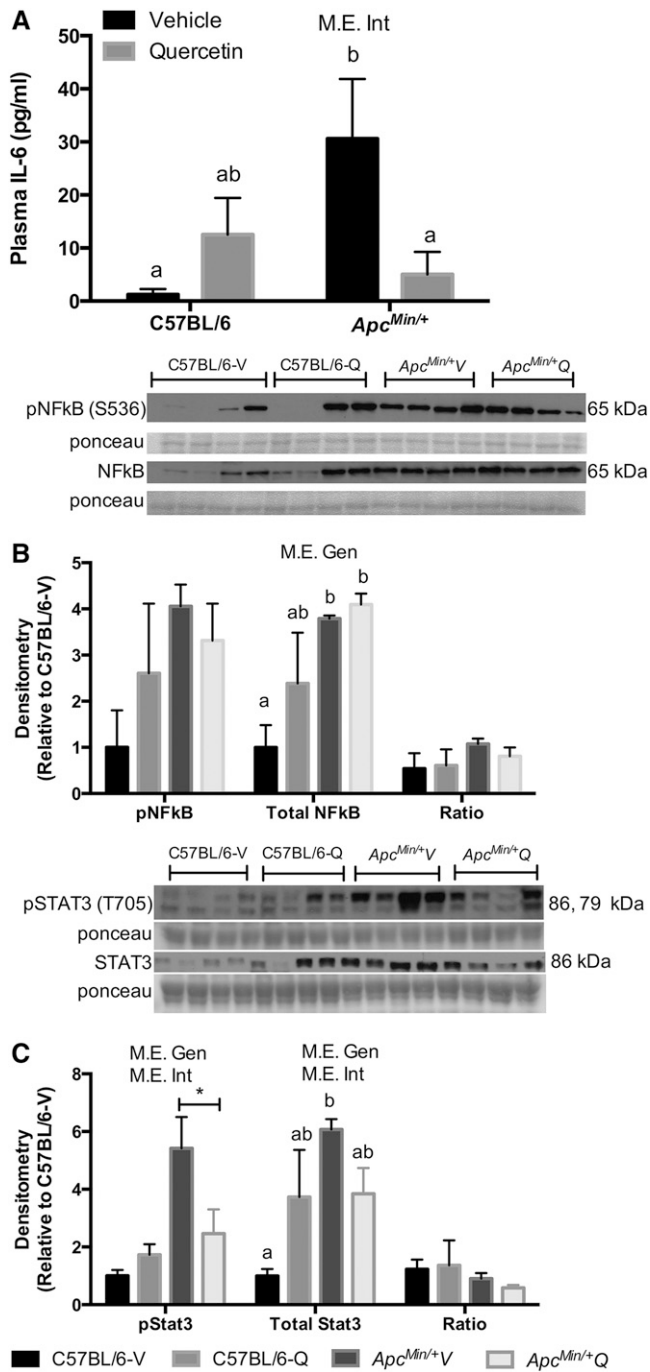 A
Vehicle
Quercetin
M.E. Int
Plasma IL-6 (pg/ml)
50
40
30
20
10
0
a
ab
b
a
C57BL/6
Apc^Min/+
C57BL/6-V C57BL/6-Q Apc^Min/+V Apc^Min/+Q
pNFkB (S536) 65 kDa
ponceau
NFkB 65 kDa
ponceau
B
M.E. Gen
Densitometry
(Relative to C57BL/6-V)
5
4
3
2
1
0
a
ab
b
b
pNFkB Total NFkB Ratio
C57BL/6-V C57BL/6-Q Apc^Min/+V Apc^Min/+Q
pSTAT3 (T705) 86, 79 kDa
ponceau
STAT3 86 kDa
ponceau
C
M.E. Gen
M.E. Int
M.E. Gen
M.E. Int
Densitometry
(Relative to C57BL/6-V)
8
6
4
2
0
*
a
ab
b
ab
pStat3 Total Stat3 Ratio
C57BL/6-V C57BL/6-Q Apc^Min/+V Apc^Min/+Q